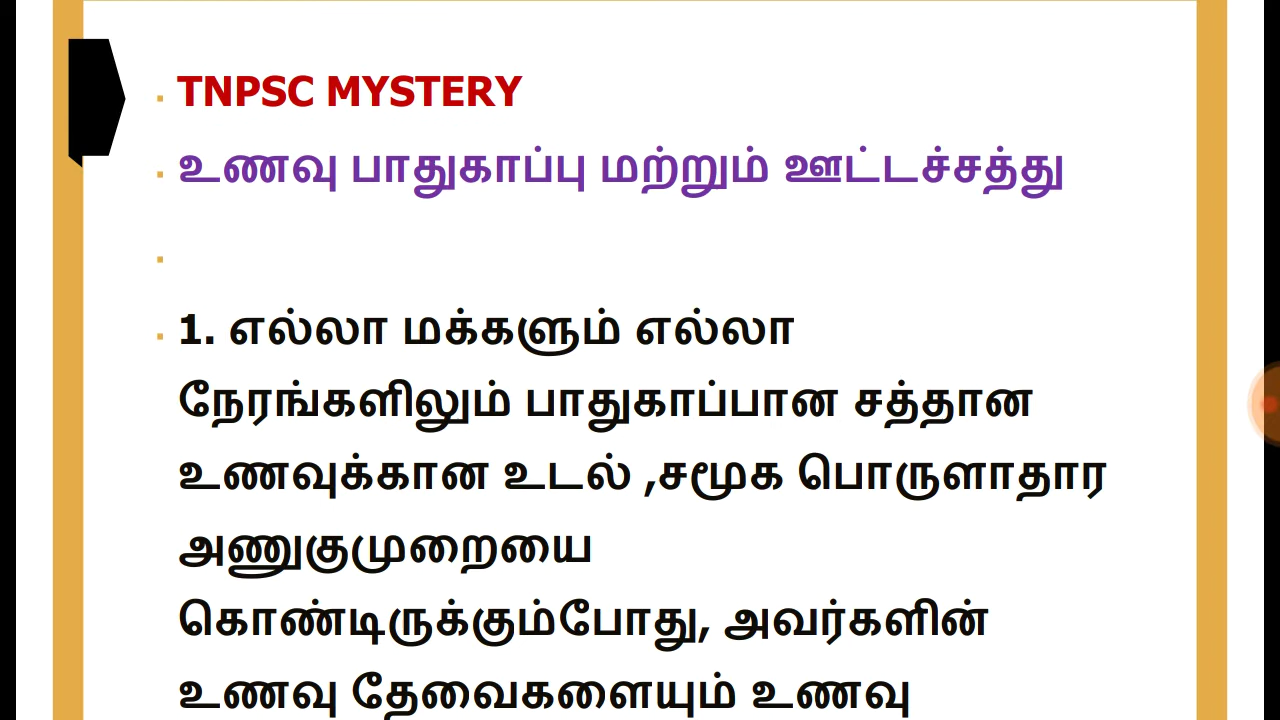 TNPSC MYSTERY
உணவு பாதுகாப்பு மற்றும் ஊட்டச்சத்து
1. எல்லா மக்களும் எல்லா
நேரங்களிலும் பாதுகாப்பான சத்தான
உணவுக்கான உடல் ,சமூக பொருளாதார
அணுகுமுறையை
கொண்டிருக்கும்போது, அவர்களின்
உணவு தேவைகளையும் உணவு